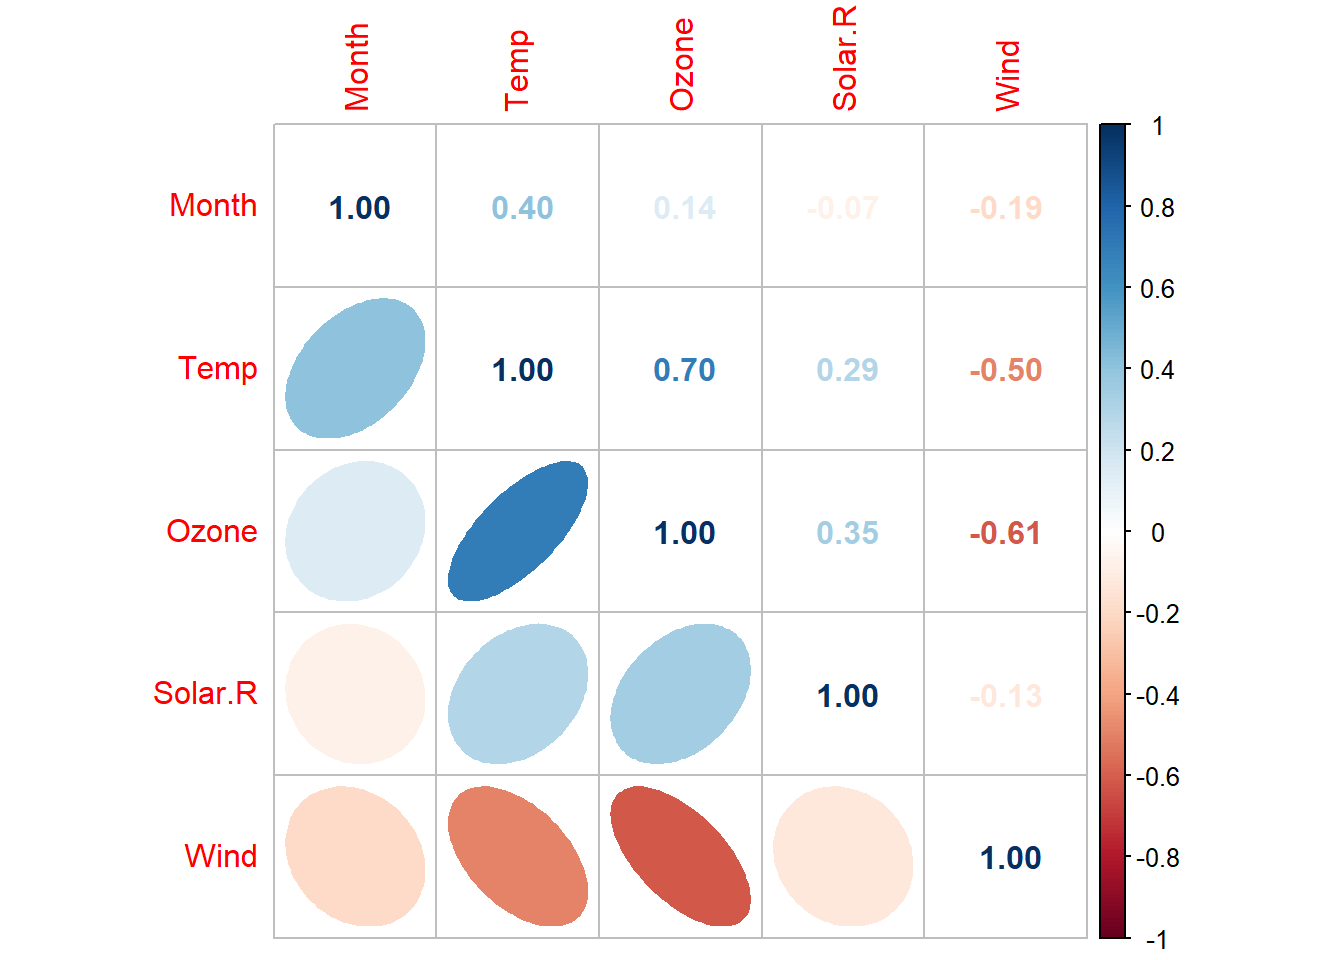 Month Temp Ozone Solar.R Wind
Month 1.00 0.40 0.14 -0.07 -0.19
Temp 1.00 0.70 0.29 -0.50
Ozone 1.00 0.35 -0.61
Solar.R 1.00 -0.13
Wind 1.00
1
0.8
0.6
0.4
0.2
0
-0.2
-0.4
-0.6
-0.8
-1